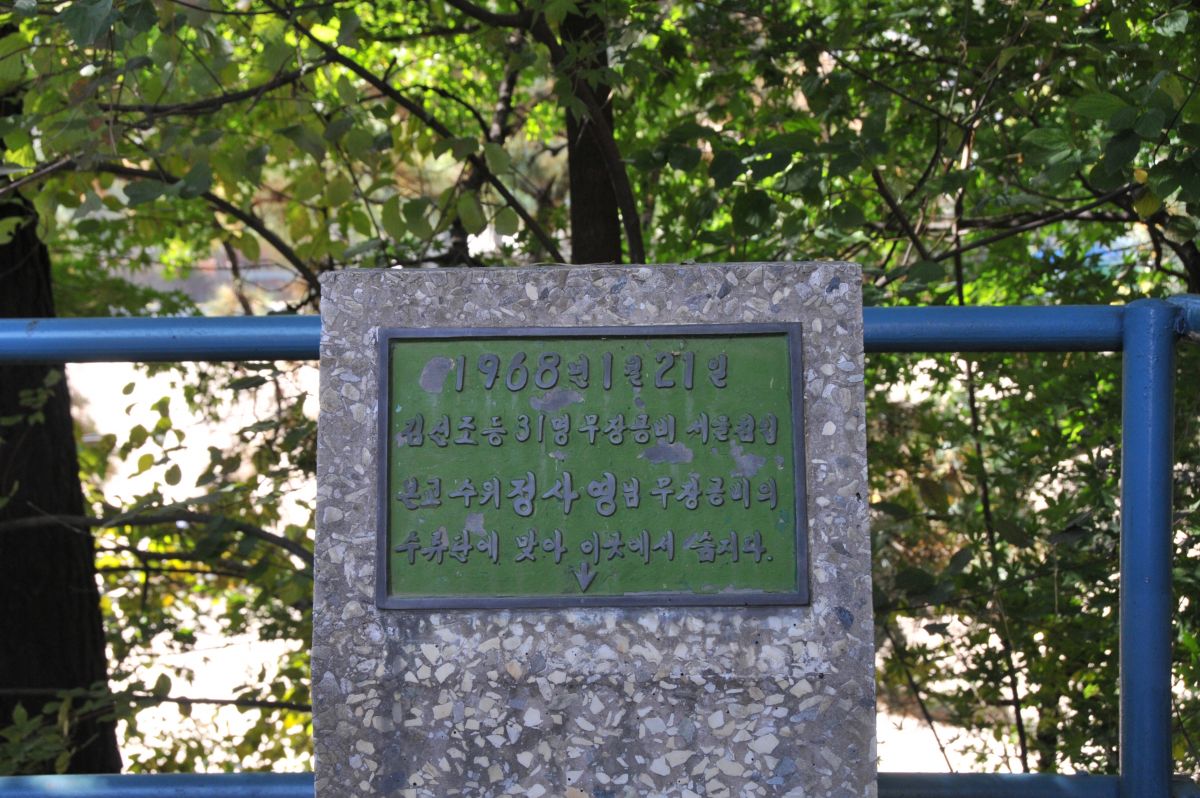 1968년 1월 21일
김신조등 31명 무장공비 서울침입
본교 수위 정사영님 무장공비의
수류탄에 맞아 이곳에서 숨지다.